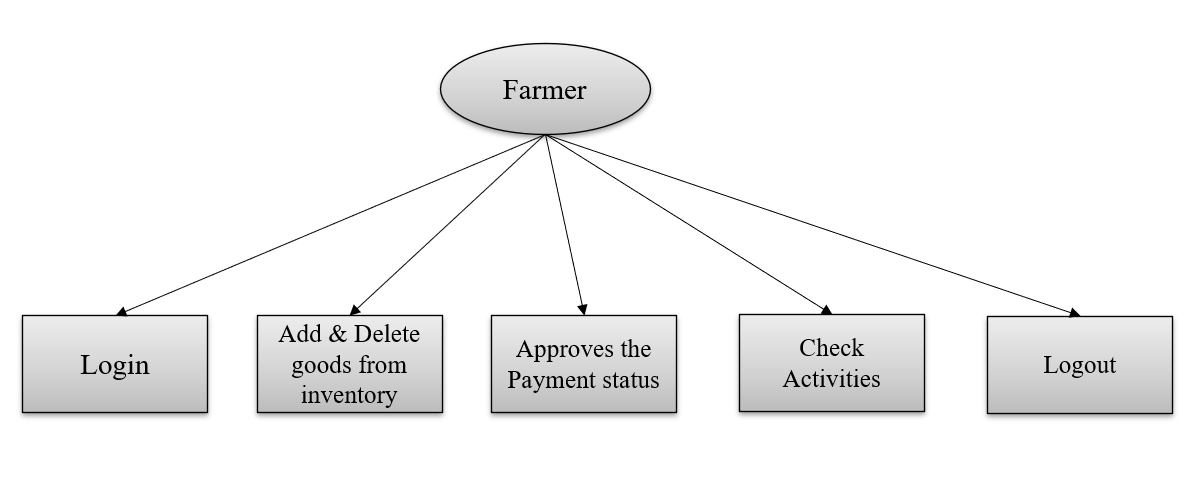 Farmer
Login
Add & Delete
goods from
inventory
Approves the
Payment status
Check
Activities
Logout